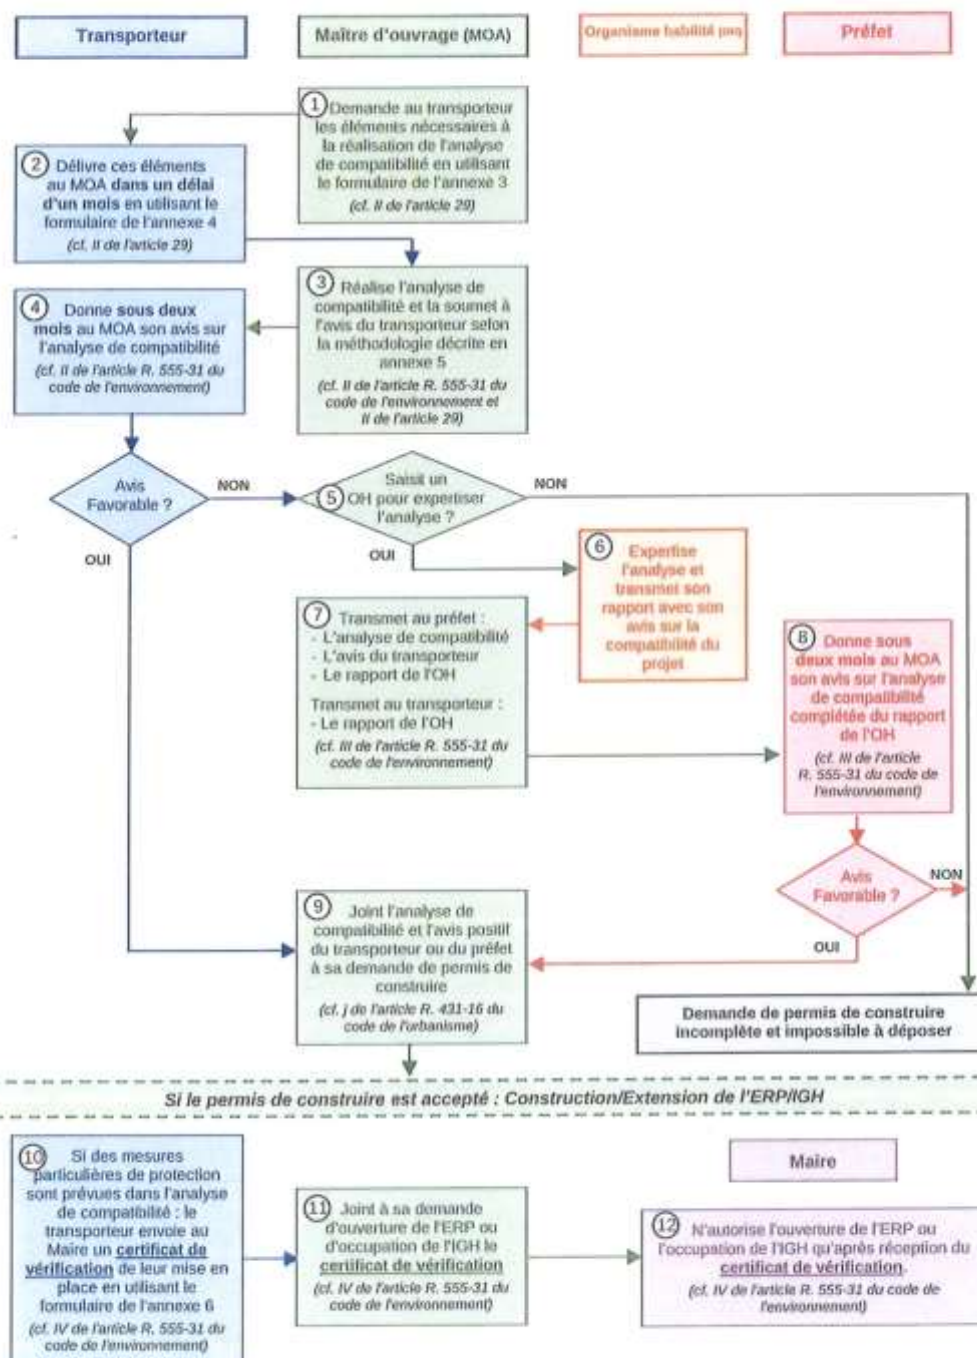 Transporteur
Maître d'ouvrage (MOA)
Organisme habilité (OH)
Préfet
1 Demande au transporteur
les éléments nécessaires à
la réalisation de l'analyse
de compatibilité en utilisant
le formulaire de l'annexe 3
(cf. II de l'article 29)
2 Délivre ces éléments
au MOA dans un délai
d'un mois en utilisant le
formulaire de l'annexe 4
(cf. II de l'article 29)
3 Réalise l'analyse de
compatibilité et la soumet à
l'avis du transporteur selon
la méthodologie décrite en
annexe 5
(cf. II de l'article R. 555-31 du
code de l'environnement et
II de l'article 29)
4 Donne sous deux
mois au MOA son avis sur
l'analyse de compatibilité
(cf. II de l'article R. 555-31 du
code de l'environnement)
Avis
Favorable ?
NON
OUI
5 Saisit un
OH pour expertiser
l'analyse ?
NON
OUI
6 Expertise
l'analyse et
transmet son
rapport avec son
avis sur la
compatibilité du
projet
7 Transmet au préfet :
- L'analyse de compatibilité
- L'avis du transporteur
- Le rapport de l'OH
Transmet au transporteur :
- Le rapport de l'OH
(cf. III de l'article R. 555-31 du
code de l'environnement)
8 Donne sous
deux mois au MOA
son avis sur l'analyse
de compatibilité
complétée du rapport
de l'OH
(cf. III de l'article
R. 555-31 du code de
l'environnement)
Avis
Favorable ?
NON
OUI
9 Joint l'analyse de
compatibilité et l'avis positif
du transporteur ou du préfet
à sa demande de permis de
construire
(cf. j de l'article R. 431-16 du
code de l'urbanisme)
Demande de permis de construire
incomplète et impossible à déposer
Si le permis de construire est accepté : Construction/Extension de l'ERP/IGH
10 Si des mesures
particulières de protection
sont prévues dans l'analyse
de compatibilité : le
transporteur envoie au
Maire un certificat de
vérification de leur mise en
place en utilisant le
formulaire de l'annexe 6
(cf. IV de l'article R. 555-31 du
code de l'environnement)
11 Joint à sa demande
d'ouverture de l'ERP ou
d'occupation de l'IGH le
certificat de vérification
(cf. IV de l'article R. 555-31 du
code de l'environnement)
Maire
12 N'autorise l'ouverture de l'ERP ou
l'occupation de l'IGH qu'après réception du
certificat de vérification.
(cf. IV de l'article R. 555-31 du code de
l'environnement)